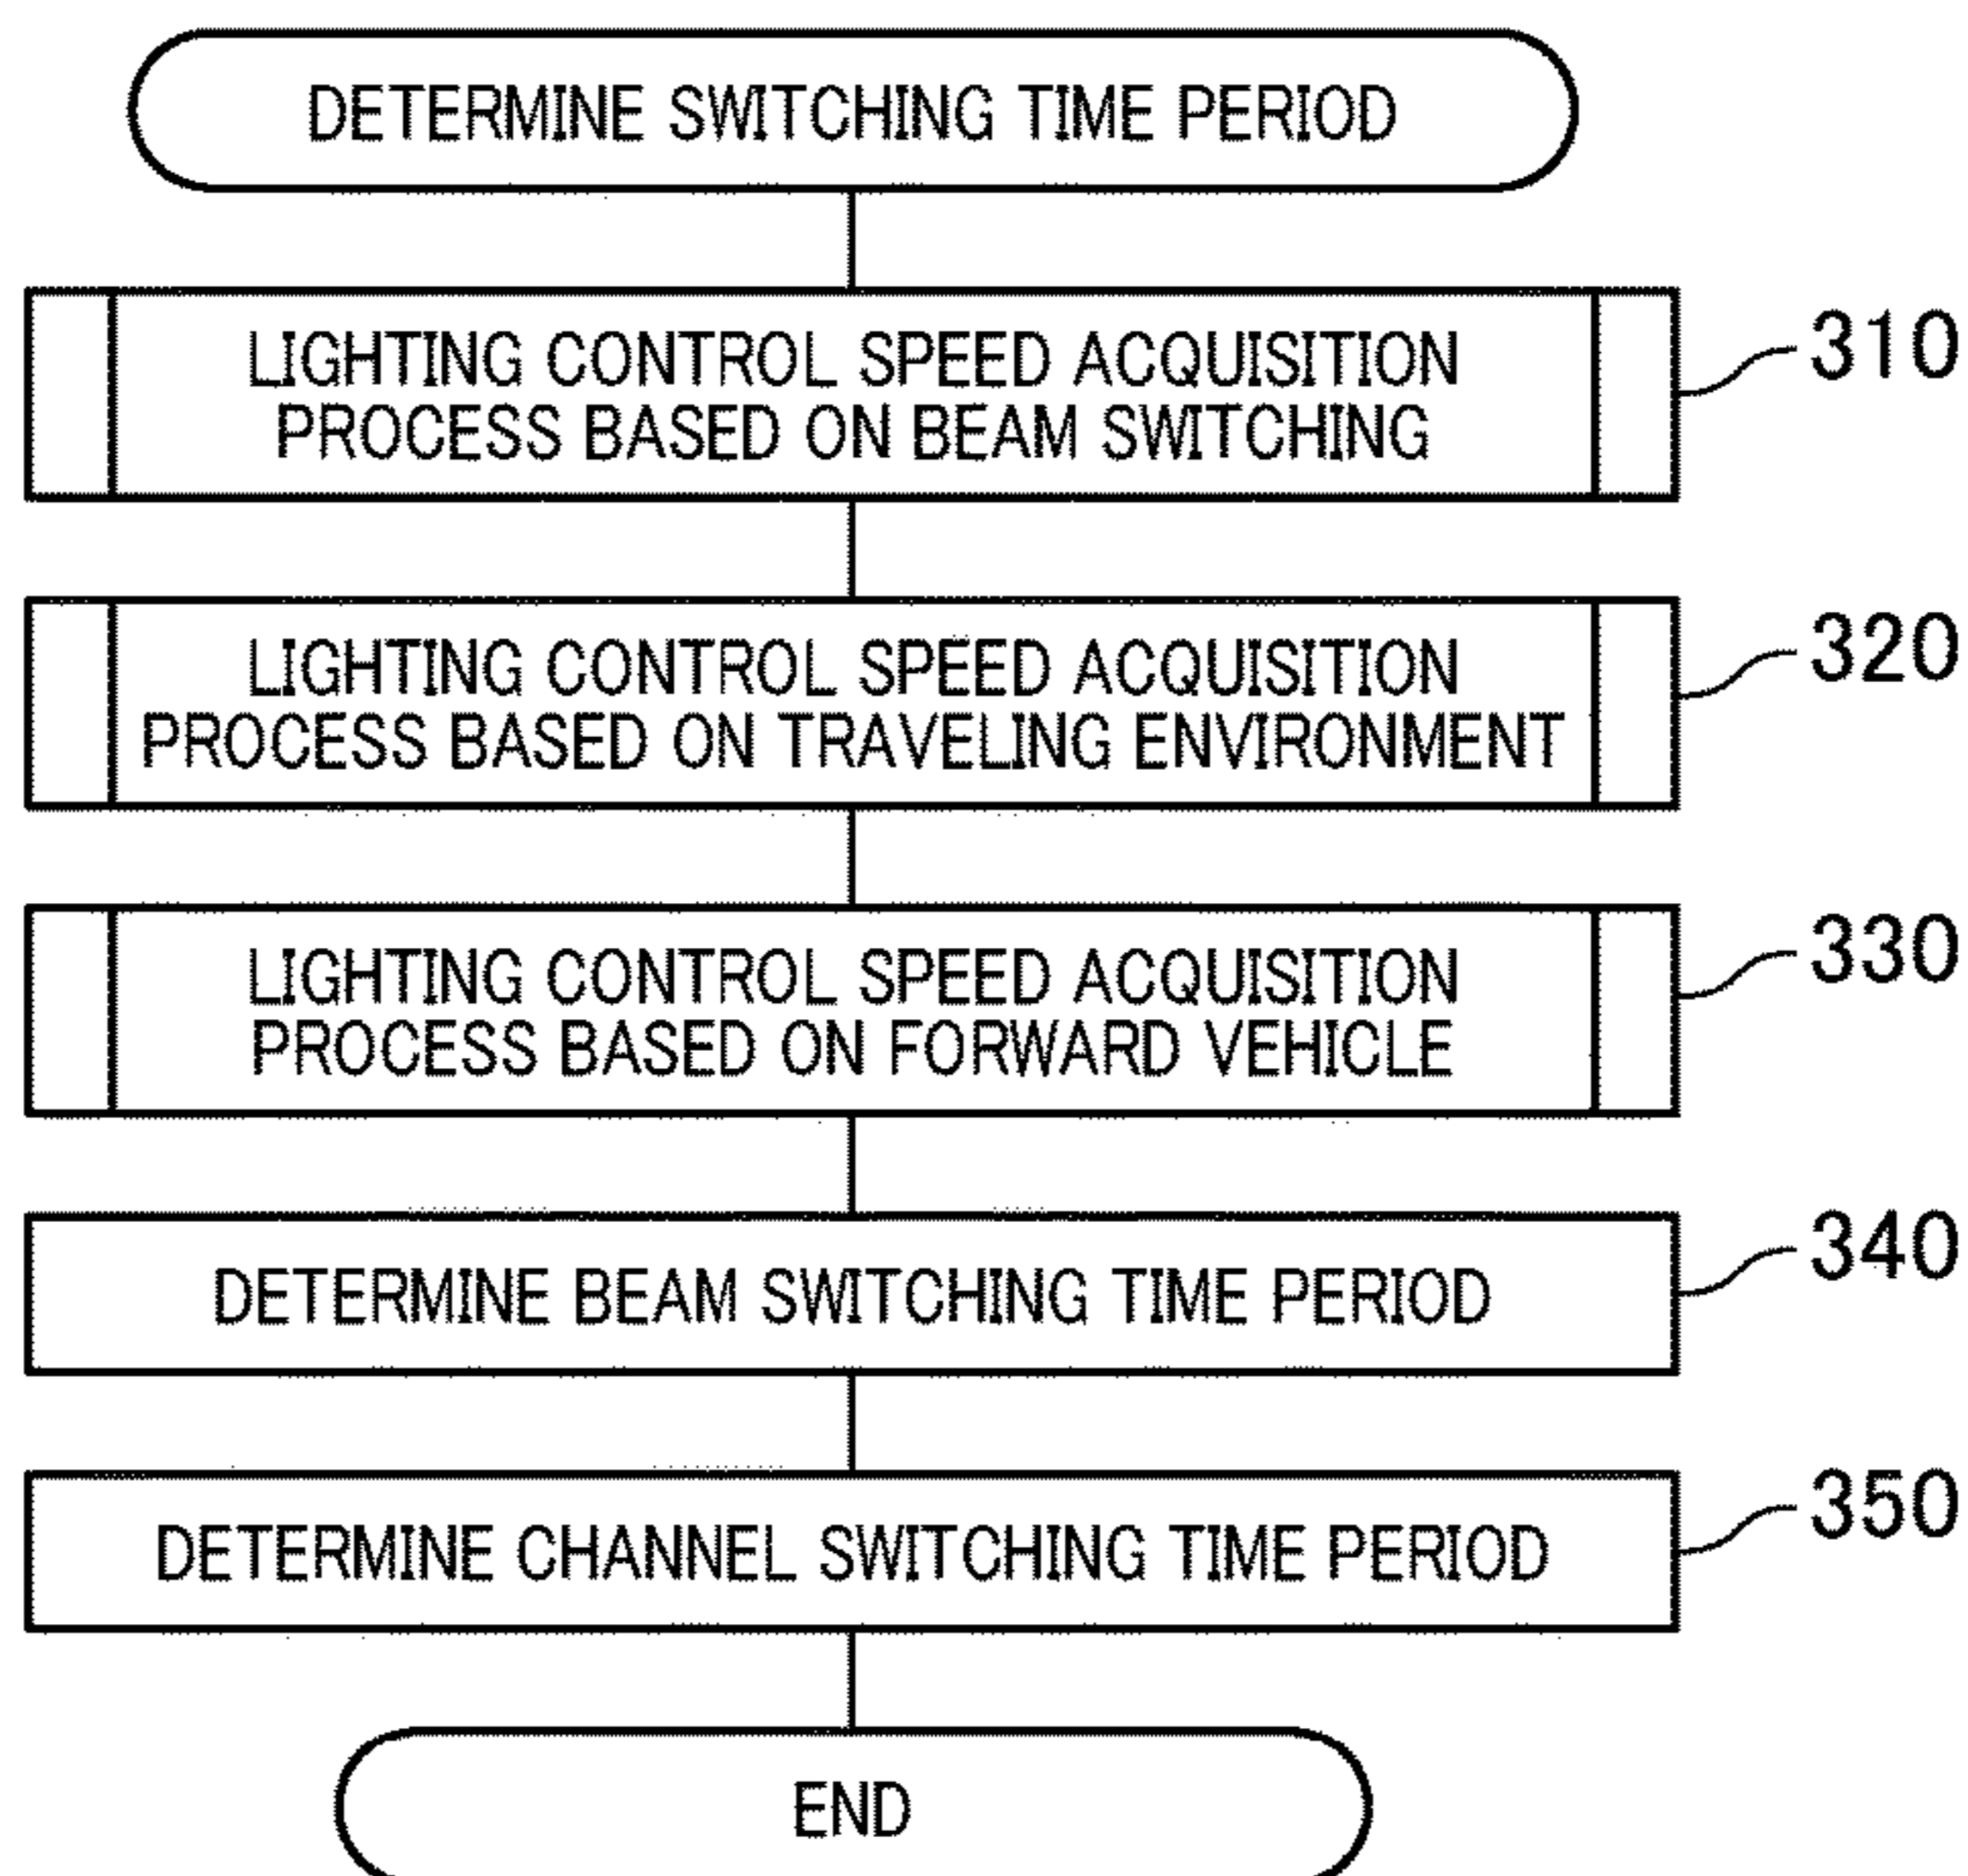 DETERMINE SWITCHING TIME PERIOD
LIGHTING CONTROL SPEED ACQUISITION
PROCESS BASED ON BEAM SWITCHING
310
LIGHTING CONTROL SPEED ACQUISITION
PROCESS BASED ON TRAVELING ENVIRONMENT
320
LIGHTING CONTROL SPEED ACQUISITION
PROCESS BASED ON FORWARD VEHICLE
330
DETERMINE BEAM SWITCHING TIME PERIOD
340
DETERMINE CHANNEL SWITCHING TIME PERIOD
350
END